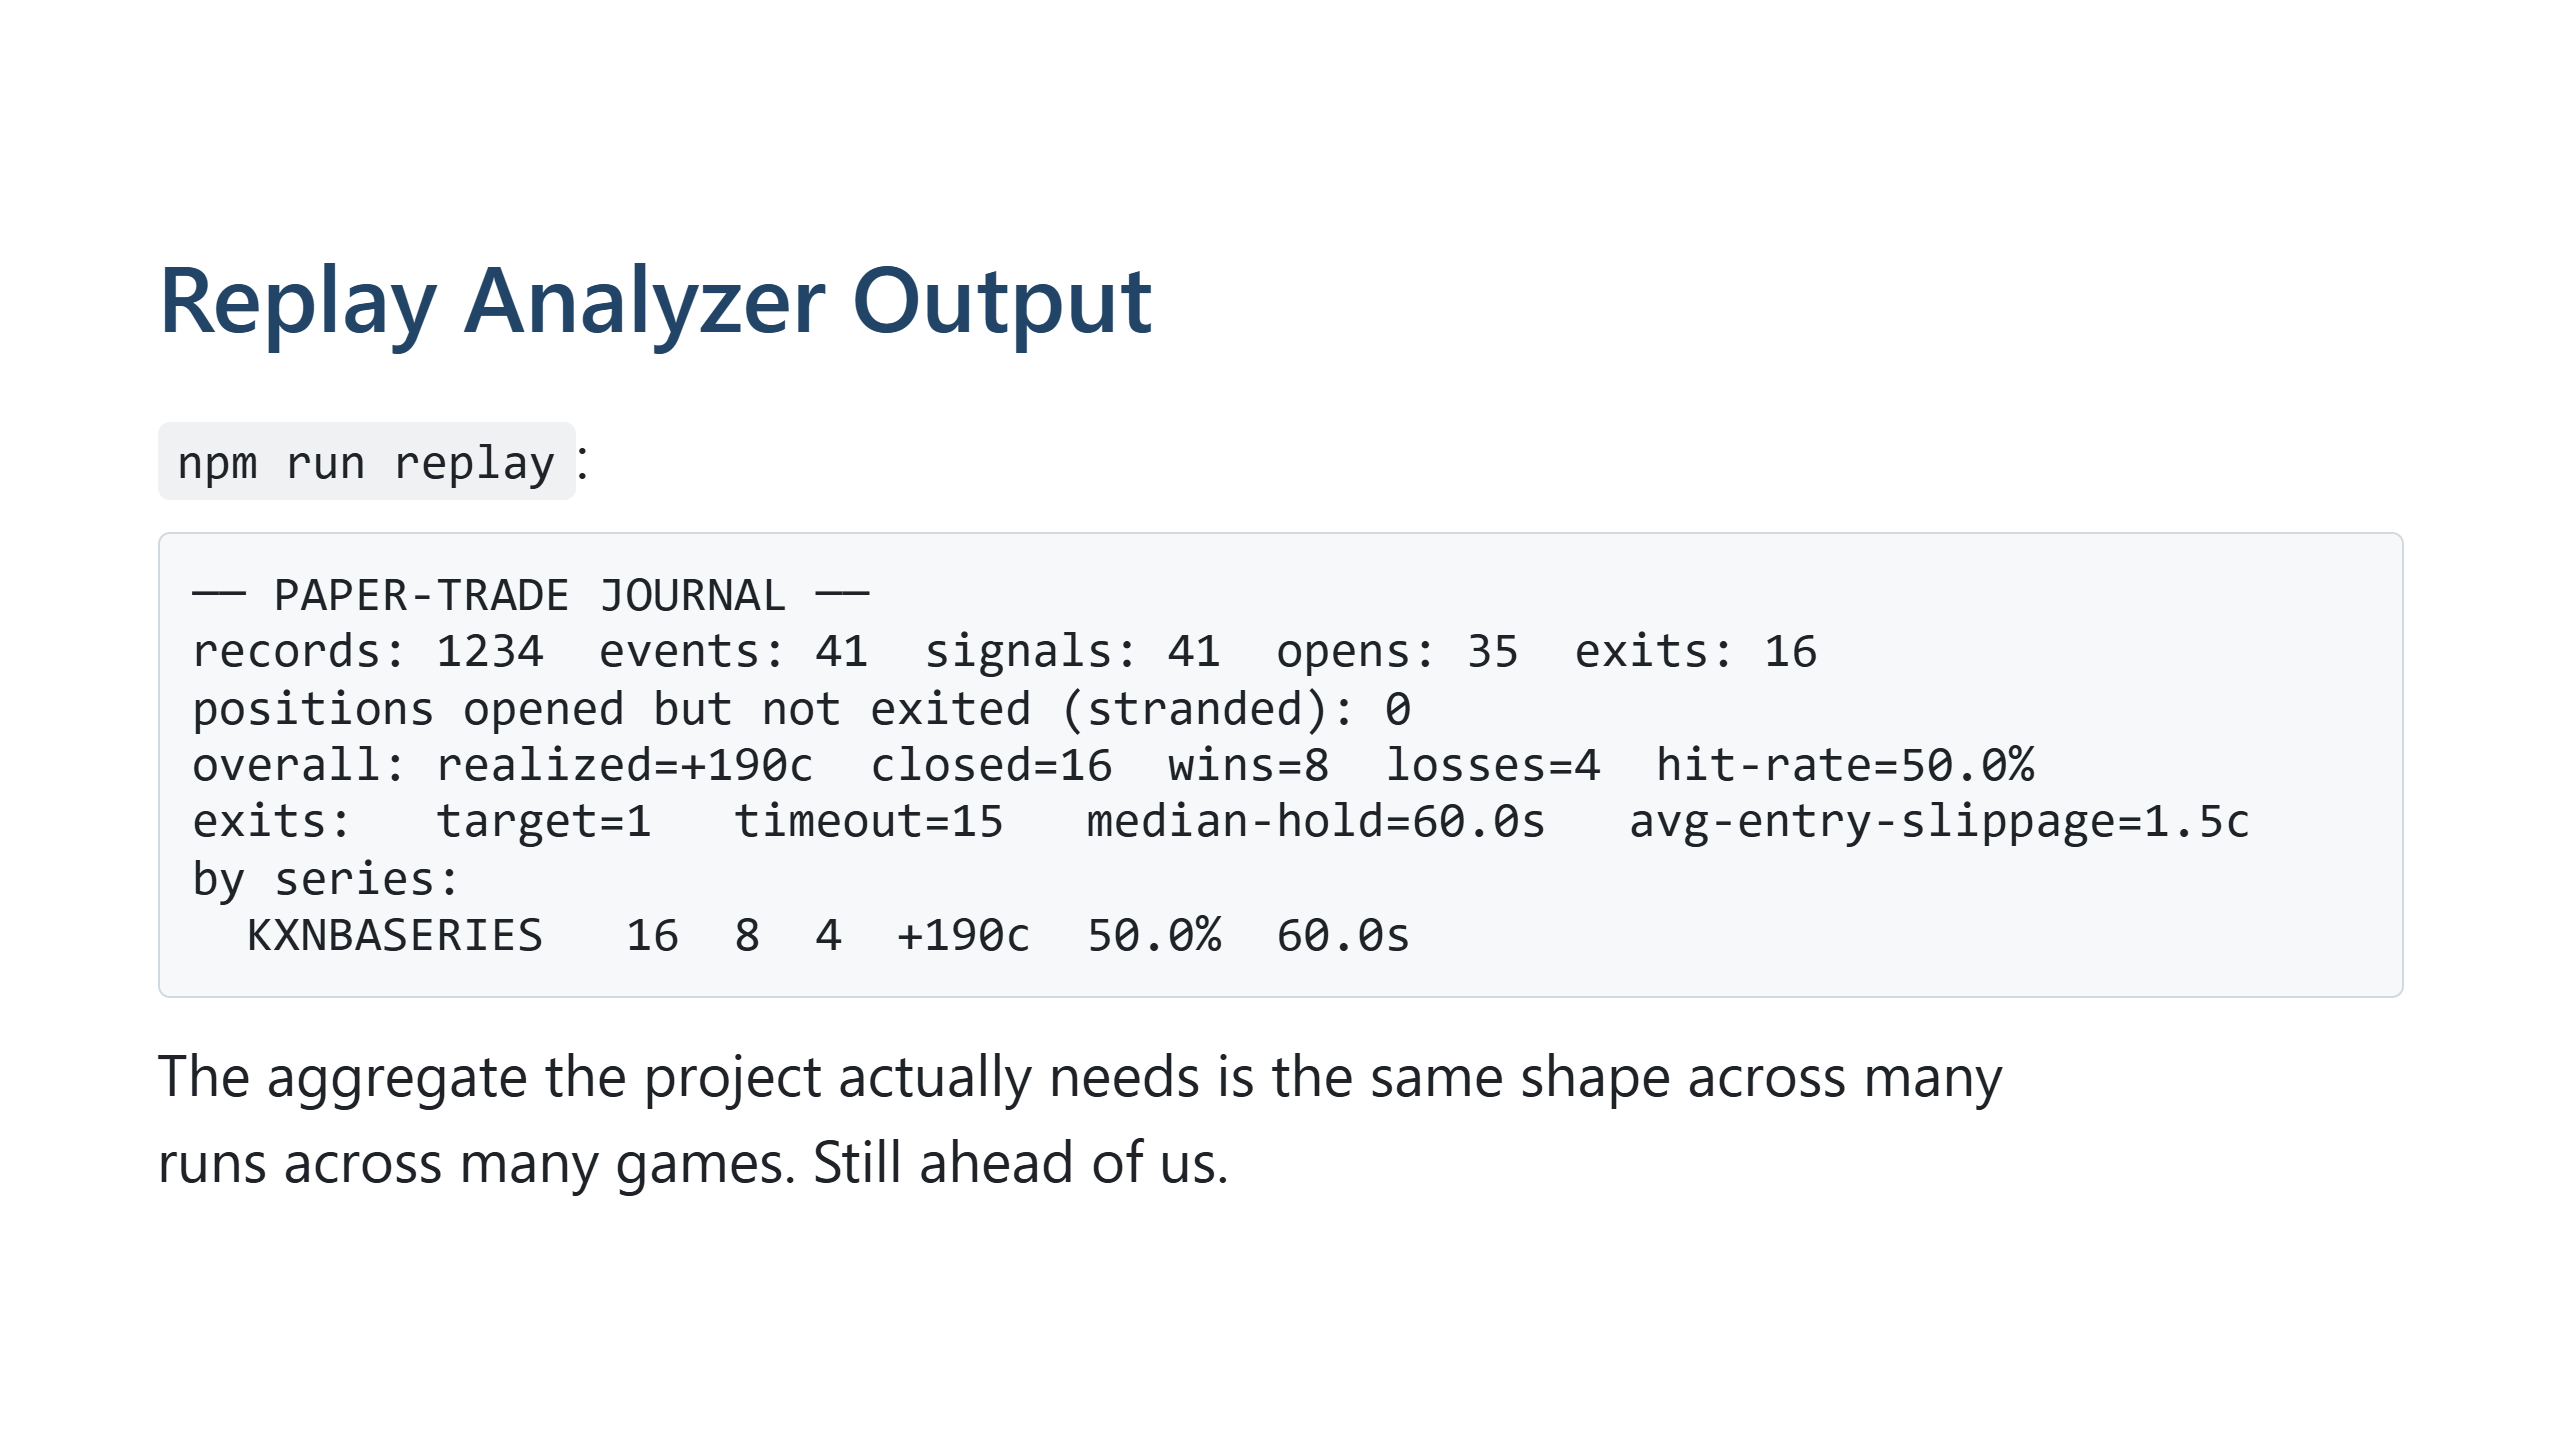 Replay Analyzer Output
npm run replay:
── PAPER-TRADE JOURNAL ──
records: 1234  events: 41  signals: 41  opens: 35  exits: 16
positions opened but not exited (stranded): 0
overall: realized=+190c  closed=16  wins=8  losses=4  hit-rate=50.0%
exits:   target=1   timeout=15   median-hold=60.0s   avg-entry-slippage=1.5c
by series:
  KXNBASERIES   16  8  4  +190c  50.0%  60.0s
The aggregate the project actually needs is the same shape across many
runs across many games. Still ahead of us.